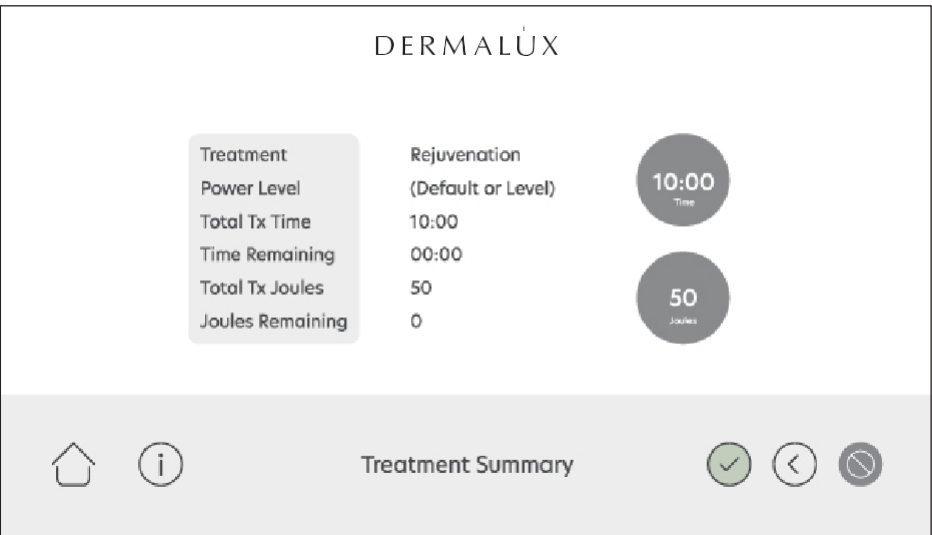 DERMALUX
Treatment Rejuvenation
Power Level (Default or Level)
Total Tx Time 10:00
Time Remaining 00:00
Total Tx Joules 50
Joules Remaining 0
10:00
Time
50
Joules
i
Treatment Summary